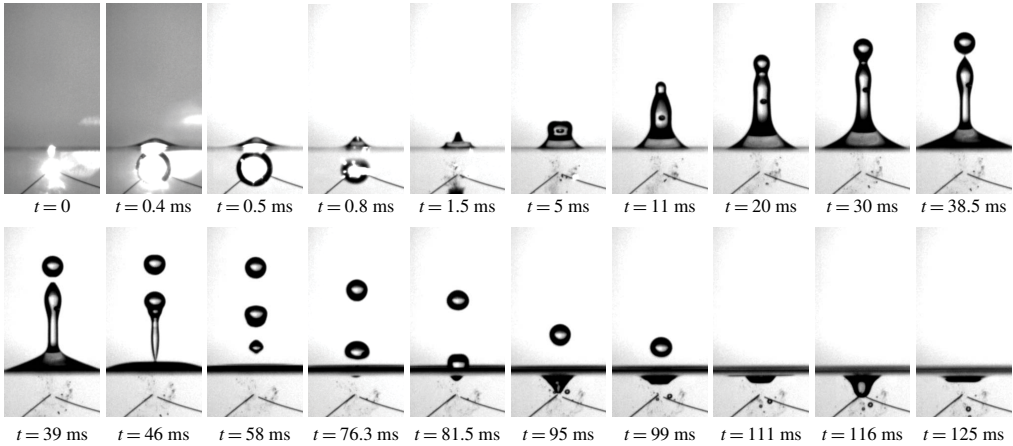 t = 0 t = 0.4 ms t = 0.5 ms t = 0.8 ms t = 1.5 ms t = 5 ms t = 11 ms t = 20 ms t = 30 ms t = 38.5 ms
t = 39 ms t = 46 ms t = 58 ms t = 76.3 ms t = 81.5 ms t = 95 ms t = 99 ms t = 111 ms t = 116 ms t = 125 ms